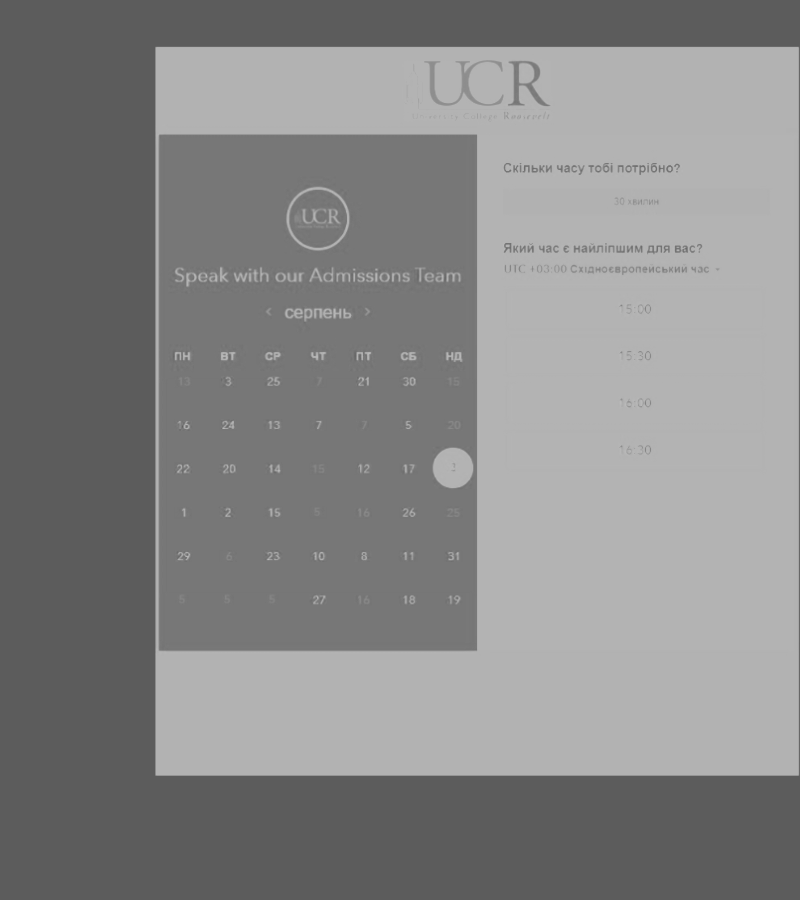 UCR
University College Roosevelt
UCR
Speak with our Admissions Team
‹ серпень ›
ПН ВТ СР ЧТ ПТ СБ НД
13 3 25 7 21 30 15
16 24 13 7 7 5 20
22 20 14 15 12 17
1 2 15 5 16 26 25
29 6 23 10 8 11 31
5 5 5 27 16 18 19
Скільки часу тобі потрібно?
30 хвилин
Який час є найліпшим для вас?
UTC +03:00 Східноєвропейський час
15:00
15:30
16:00
16:30